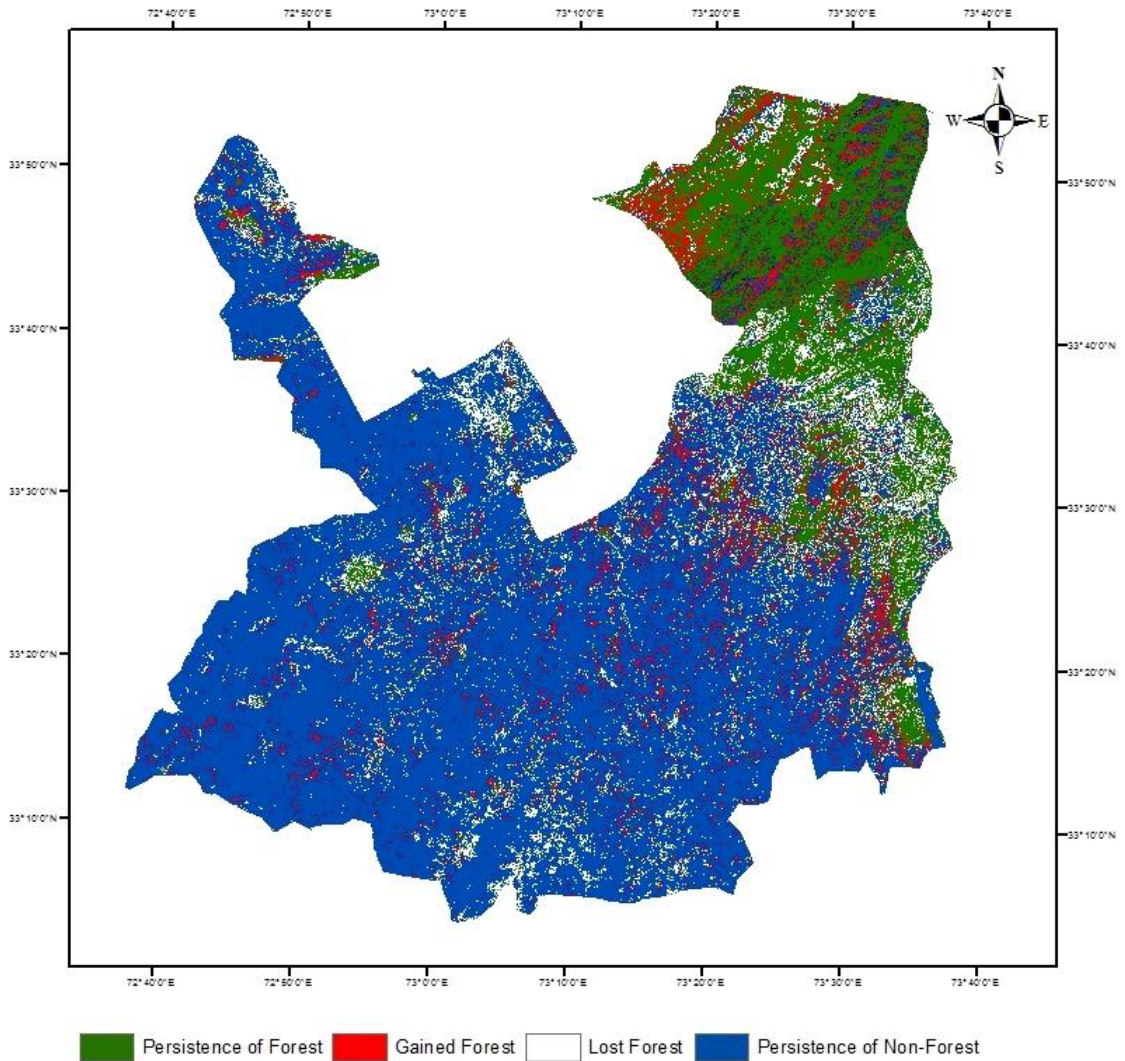 72°40'0"E 72°50'0"E 73°0'0"E 73°10'0"E 73°20'0"E 73°30'0"E 73°40'0"E
N
W E
S
33°50'0"N 33°50'0"N
33°40'0"N 33°40'0"N
33°30'0"N 33°30'0"N
33°20'0"N 33°20'0"N
33°10'0"N 33°10'0"N
72°40'0"E 72°50'0"E 73°0'0"E 73°10'0"E 73°20'0"E 73°30'0"E 73°40'0"E
Persistence of Forest Gained Forest Lost Forest Persistence of Non-Forest